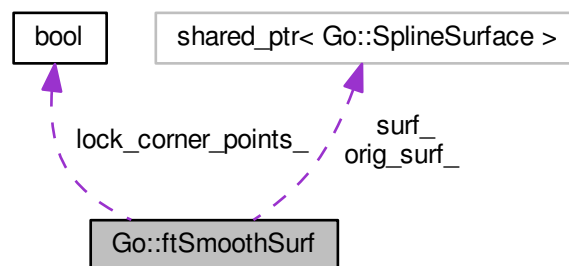 bool
shared_ptr< Go::SplineSurface >
lock_corner_points_
surf_
orig_surf_
Go::ftSmoothSurf